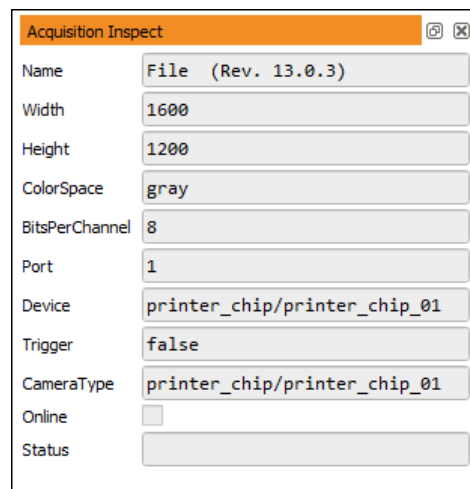 Acquisition Inspect
Name File (Rev. 13.0.3)
Width 1600
Height 1200
ColorSpace gray
BitsPerChannel 8
Port 1
Device printer_chip/printer_chip_01
Trigger false
CameraType printer_chip/printer_chip_01
Online
Status